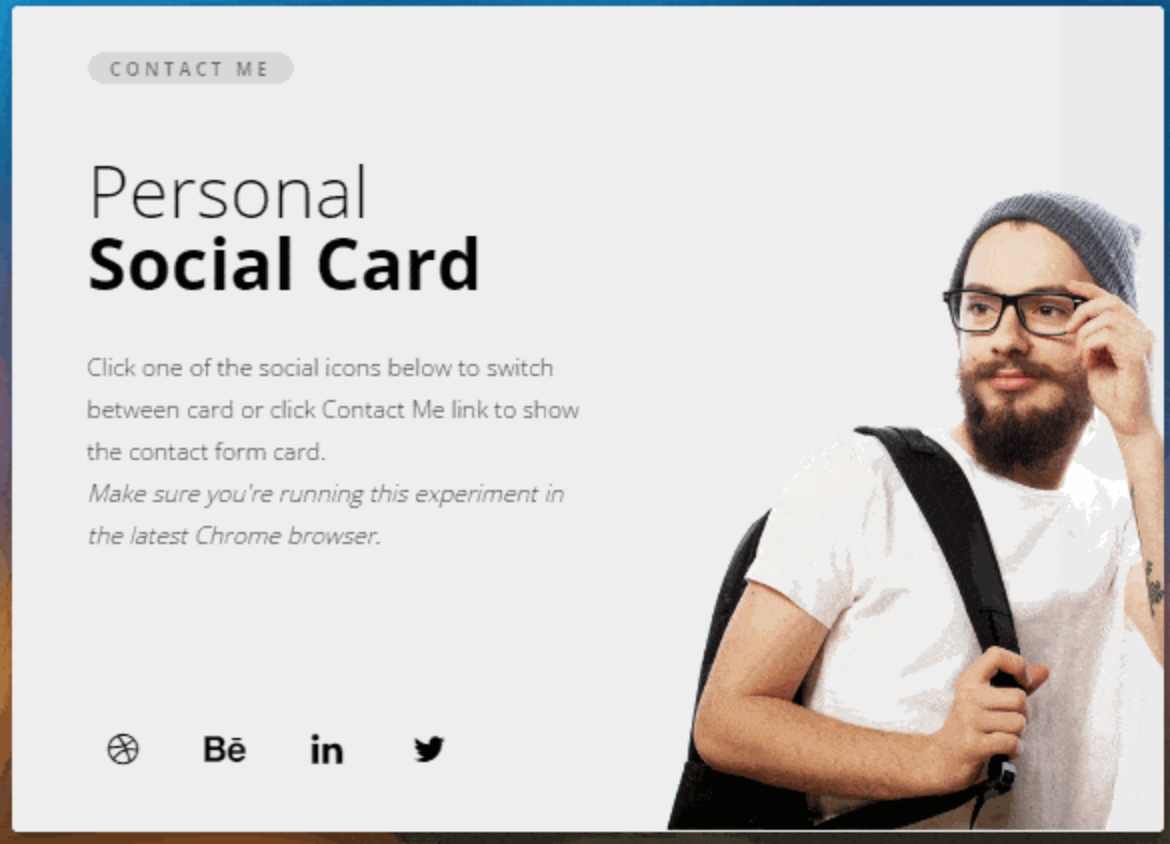 CONTACT ME
Personal
Social Card
Click one of the social icons below to switch
between card or click Contact Me link to show
the contact form card.
Make sure you're running this experiment in
the latest Chrome browser.
Bē in